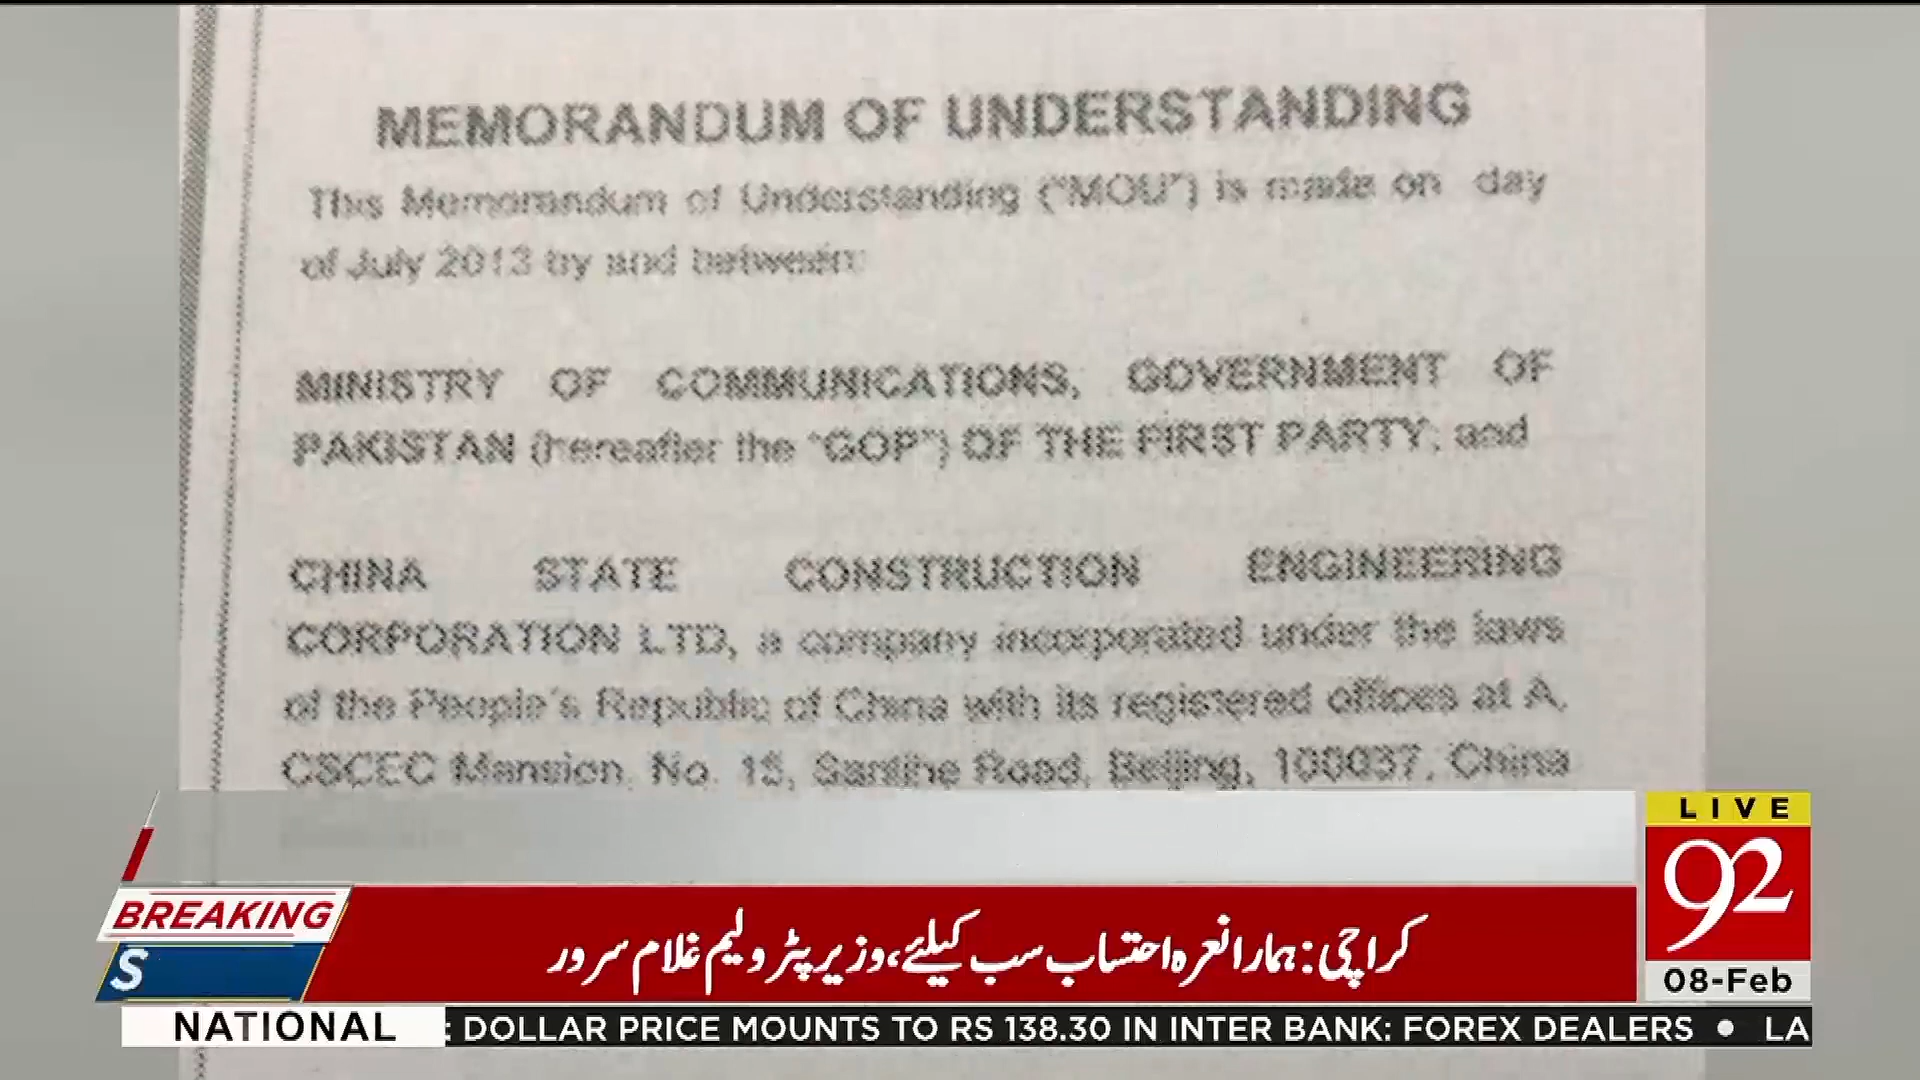 MEMORANDUM OF UNDERSTANDING
This Memorandum of Understanding ("MOU") is made on day
of July 2013 by and between:
MINISTRY OF COMMUNICATIONS, GOVERNMENT OF
PAKISTAN (hereafter the "GOP") OF THE FIRST PARTY; and
CHINA STATE CONSTRUCTION ENGINEERING
CORPORATION LTD, a company incorporated under the laws
of the People's Republic of China with its registered offices at A,
CSCEC Mansion, No. 15, Sanlihe Road, Beijing, 100037, China
LIVE
92
08-Feb
BREAKING
S
کراچی: ہمارا نعرہ احتساب سب کیلئے، وزیر پٹرولیم غلام سرور
NATIONAL
: DOLLAR PRICE MOUNTS TO RS 138.30 IN INTER BANK: FOREX DEALERS ● LA